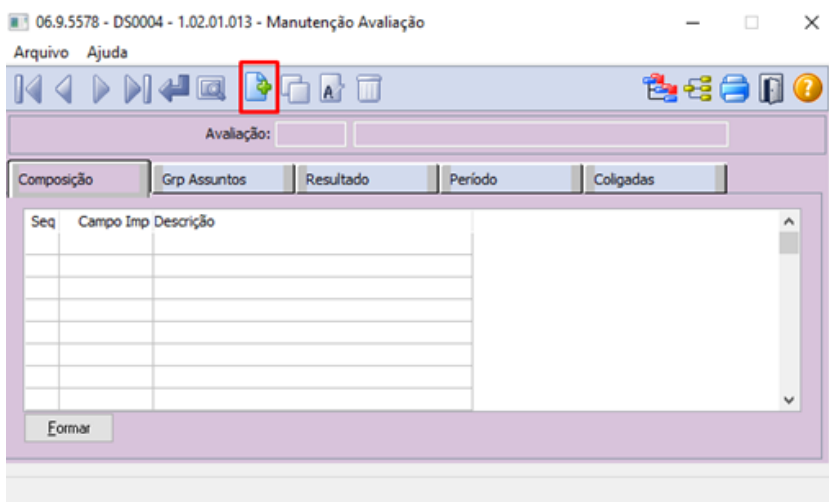 06.9.5578 - DS0004 - 1.02.01.013 - Manutenção Avaliação
Arquivo Ajuda
Avaliação:
Composição Grp Assuntos Resultado Período Coligadas
Seq Campo Imp Descrição
Formar